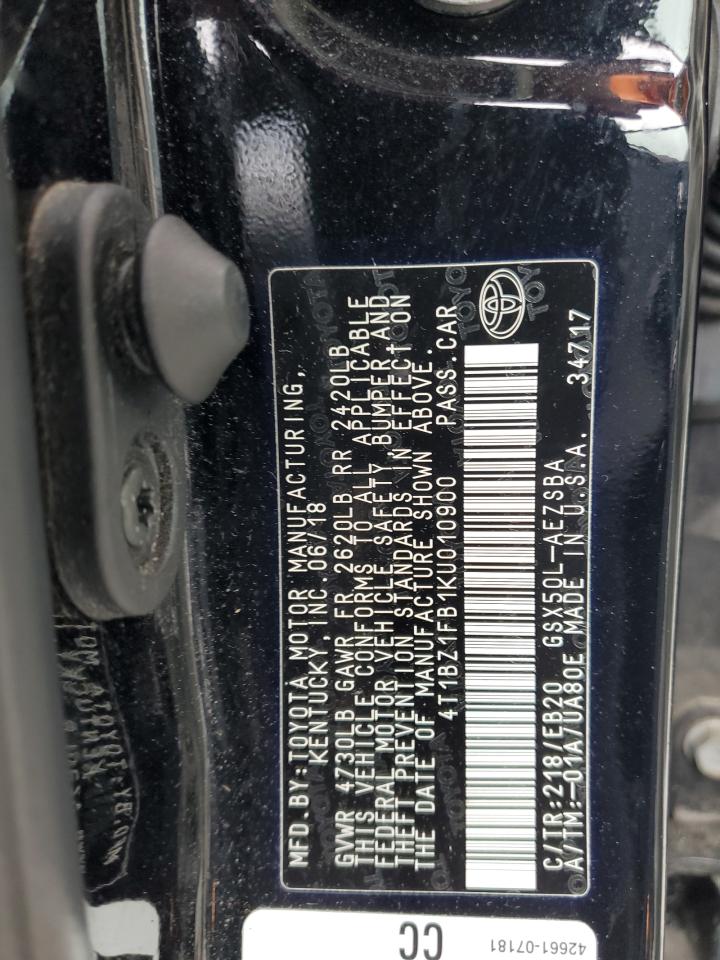 MFD.BY:TOYOTA MOTOR MANUFACTURING,
KENTUCKY, INC. 06/18
GVWR 4730LB GAWR FR 2620LB RR 2420LB
THIS VEHICLE CONFORMS TO ALL APPLICABLE
FEDERAL MOTOR VEHICLE SAFETY, BUMPER AND
THEFT PREVENTION STANDARDS IN EFFECT ON
THE DATE OF MANUFACTURE SHOWN ABOVE.
4T1BZ1FB1KU010900 PASS.CAR
C/TR:218/EB20 GSX50L-AEZSBA
A/TM:-01A/UA80E MADE IN U.S.A. 34717
CC
42661-07181